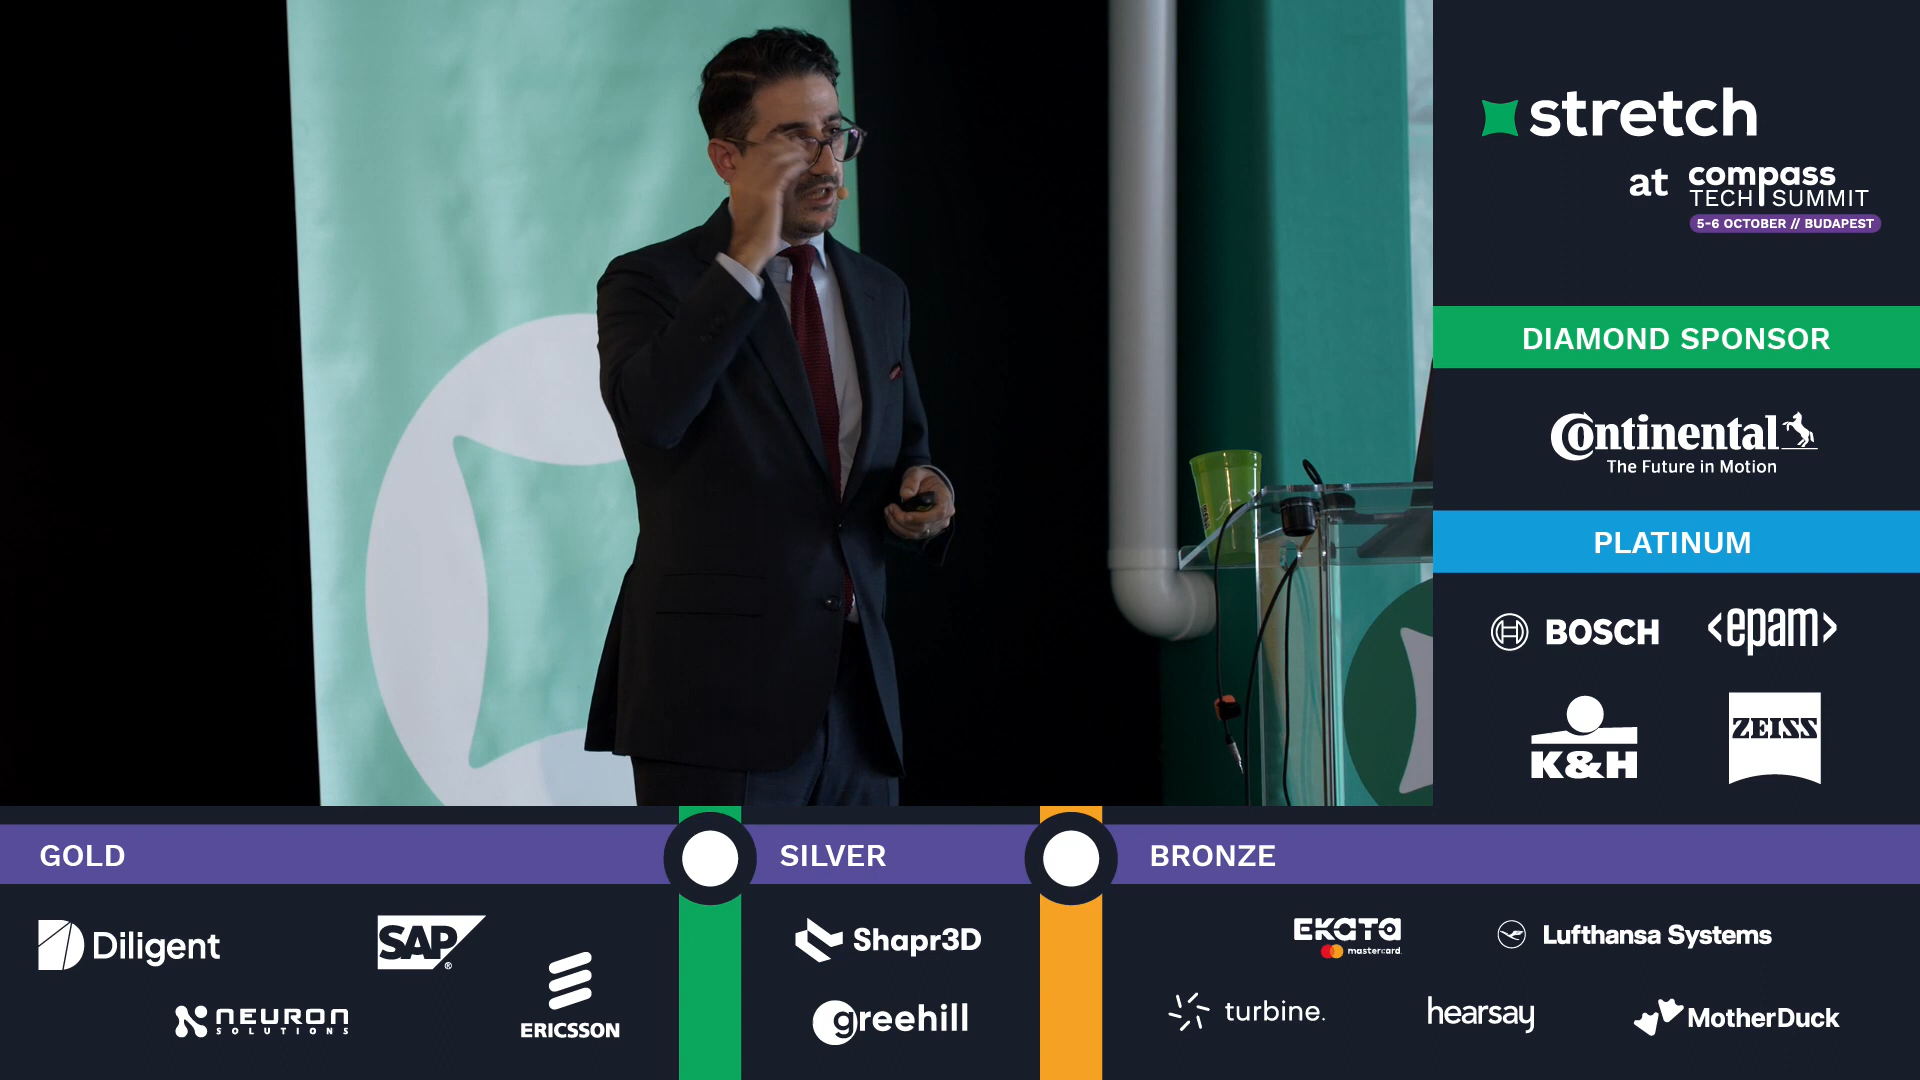 stretch
at
compass
TECH SUMMIT
5-6 OCTOBER // BUDAPEST
DIAMOND SPONSOR
Continental
The Future in Motion
PLATINUM
BOSCH
<epam>
K&H
ZEISS
GOLD
SILVER
BRONZE
Diligent
SAP®
NEURON
SOLUTIONS
ERICSSON
Shapr3D
greehill
EKATA
mastercard.
Lufthansa Systems
turbine.
hearsay
MotherDuck